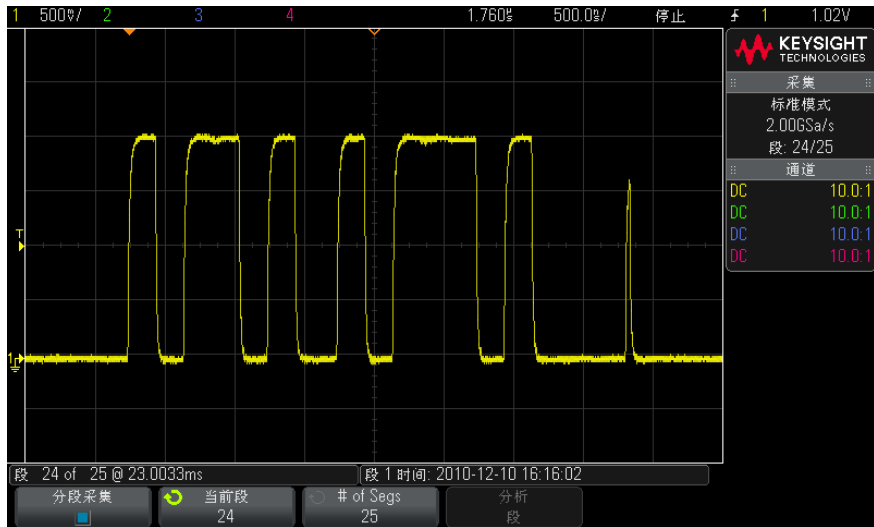 1 500%/ 2 3 4 1.760s 500.0s/ 停止 1 1.02V
KEYSIGHT
TECHNOLOGIES
采集
标准模式
2.00GSa/s
段: 24/25
通道
DC 10.0:1
DC 10.0:1
DC 10.0:1
DC 10.0:1
T
1
段 24 of 25 @ 23.0033ms 段 1 时间: 2010-12-10 16:16:02
分段采集 当前段 # of Segs 分析
24 25 段